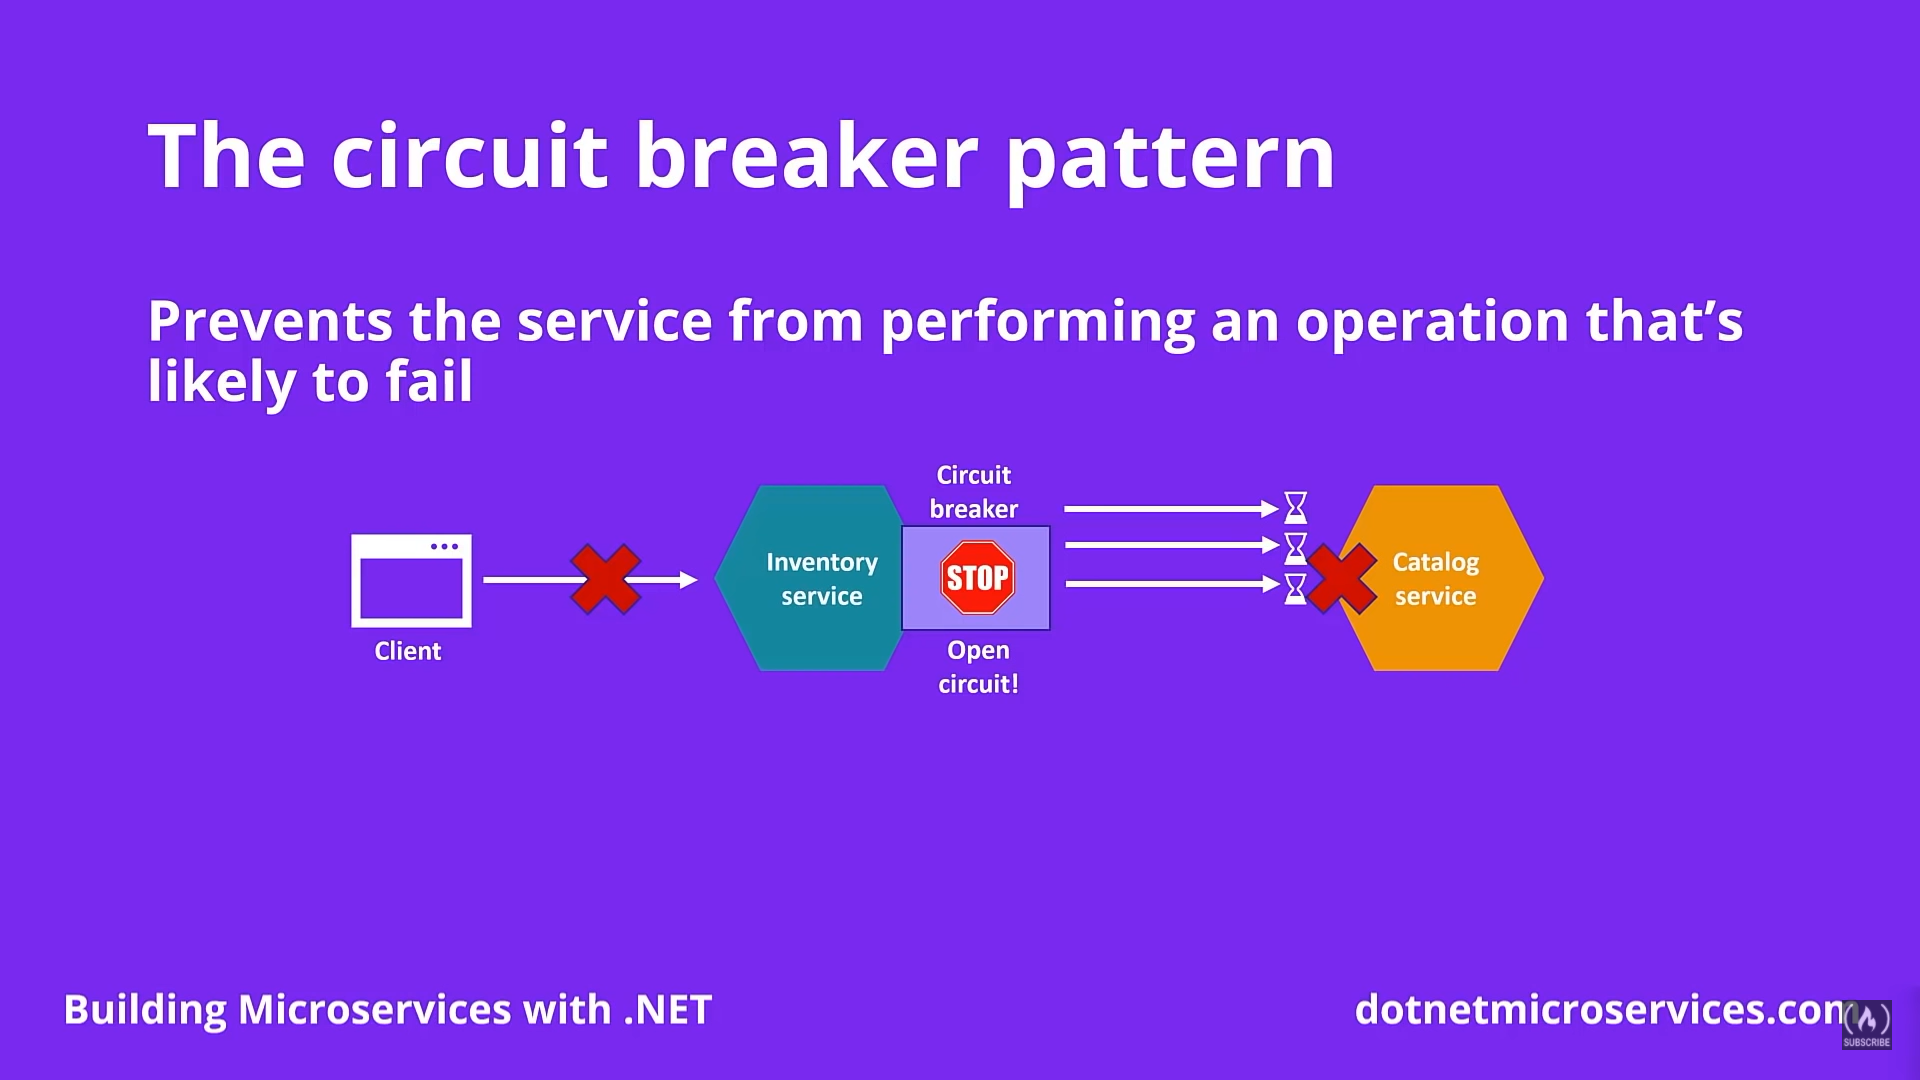 The circuit breaker pattern
Prevents the service from performing an operation that’s
likely to fail
Circuit
breaker
Inventory
service
STOP
Catalog
service
Client
Open
circuit!
Building Microservices with .NET
dotnetmicroservices.com
SUBSCRIBE